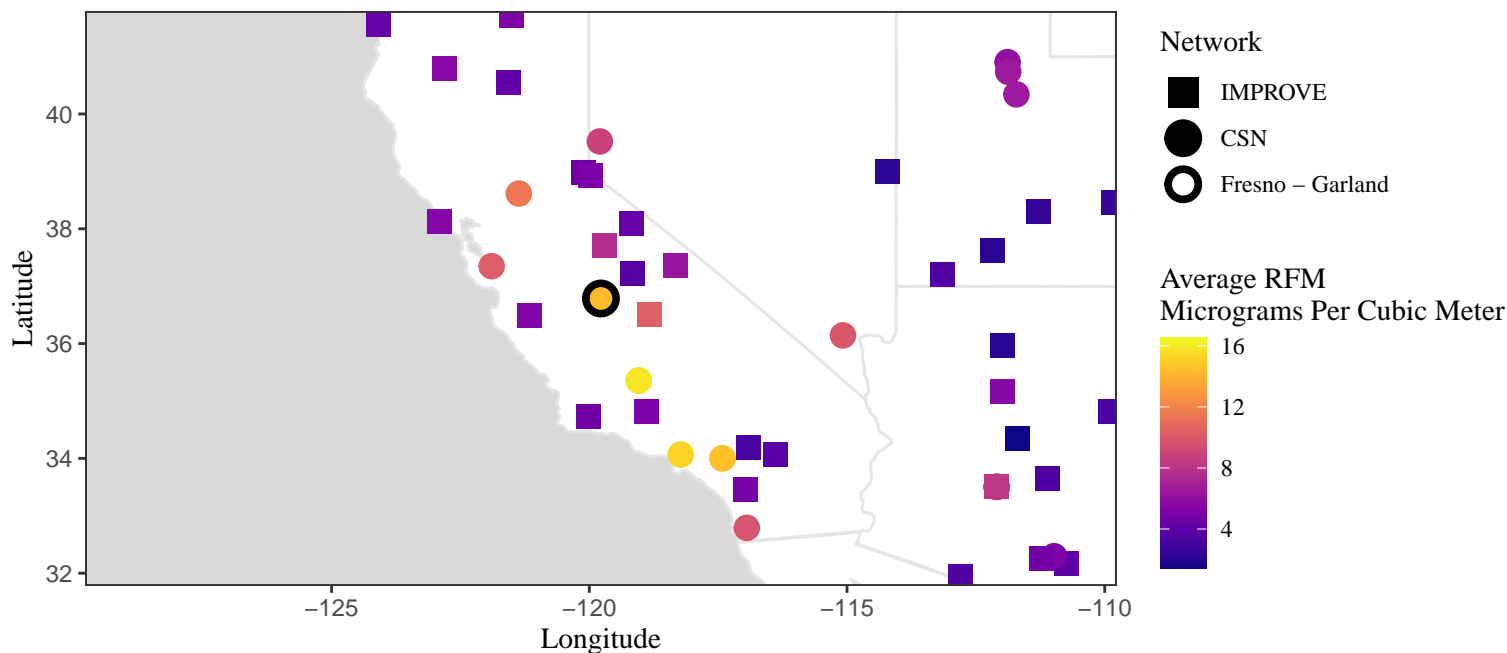 40
38
36
34
32
Latitude
−125
−120
−115
−110
Longitude
Network
IMPROVE
CSN
Fresno − Garland
Average RFM
Micrograms Per Cubic Meter
16
12
8
4